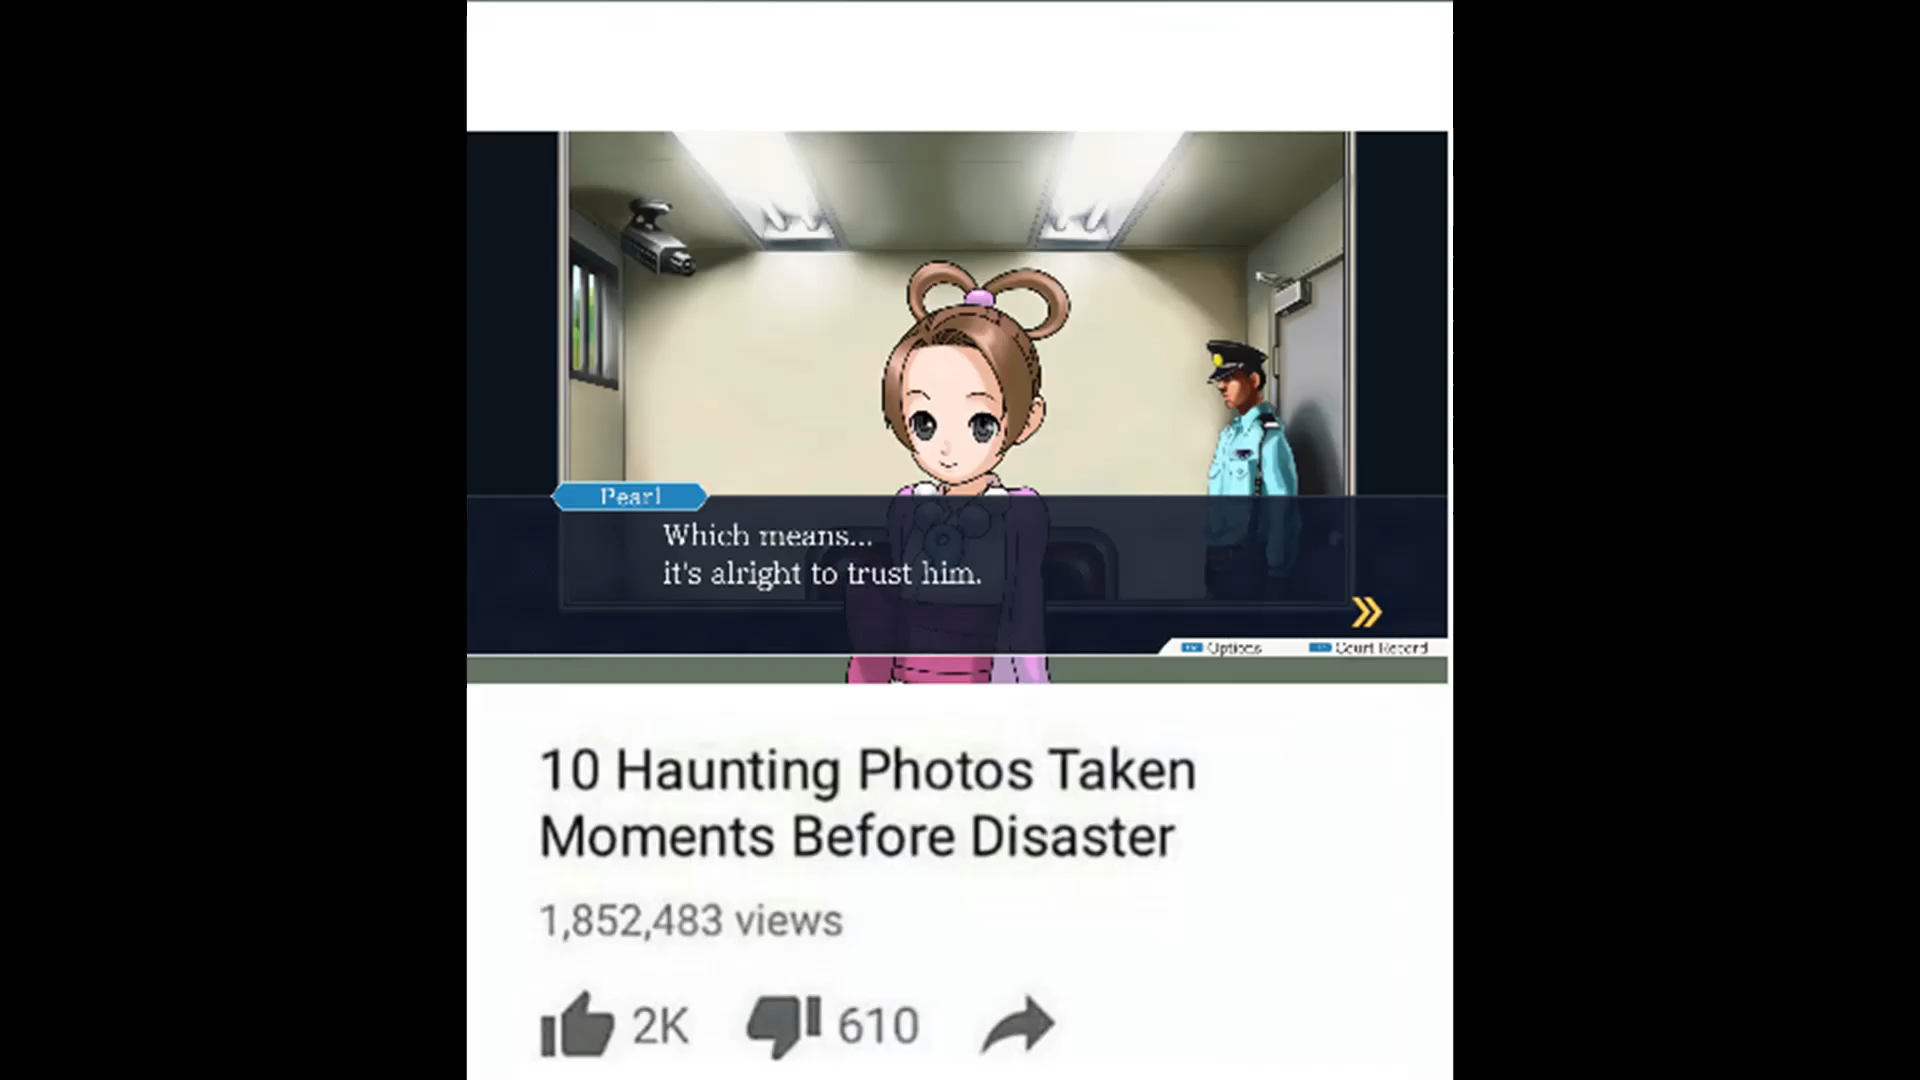 Pearl
Which means...
it's alright to trust him.
Options
Court Record
10 Haunting Photos Taken
Moments Before Disaster
1,852,483 views
2K
610